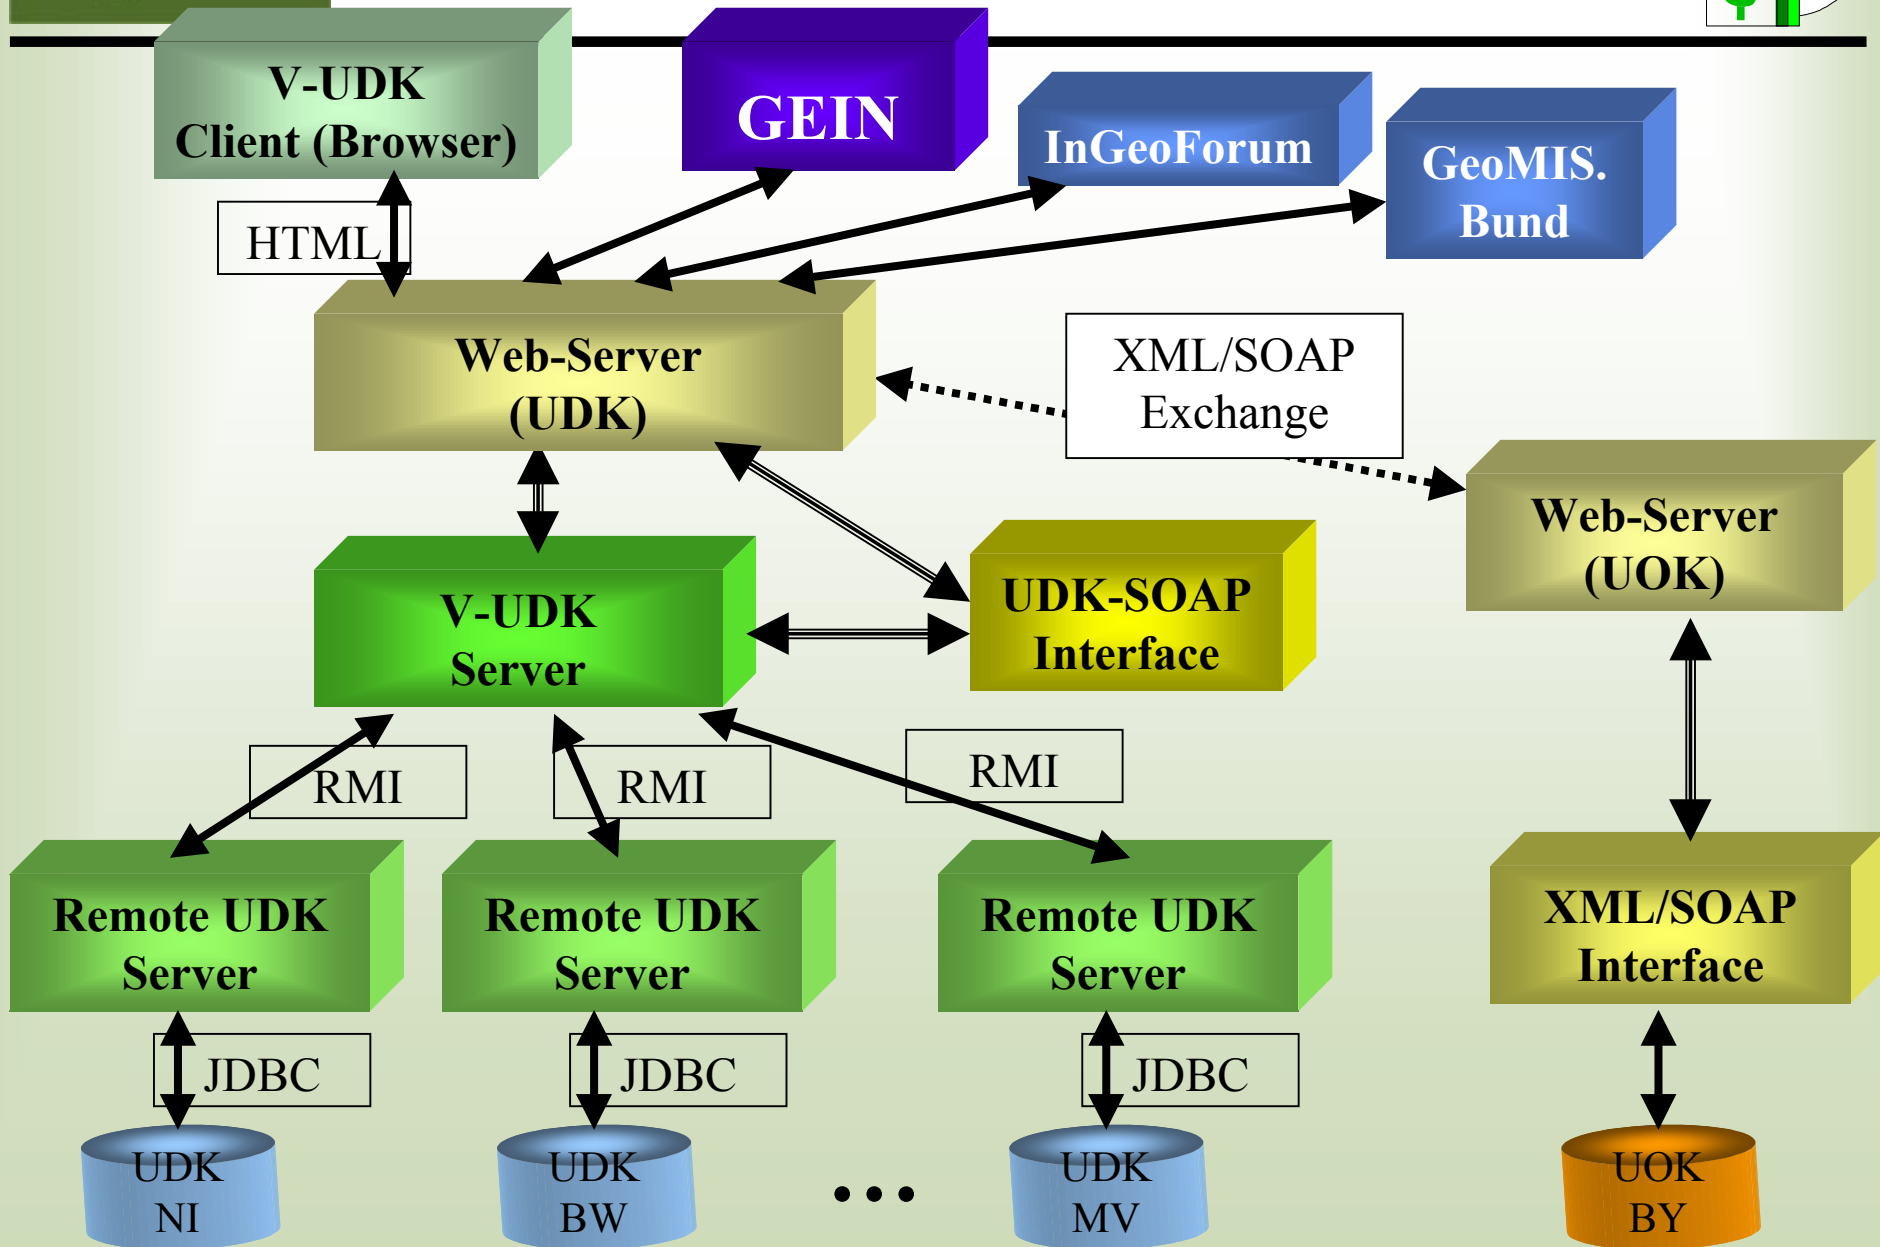 V-UDK
Client (Browser)
GEIN
InGeoForum
GeoMIS.
Bund
HTML
Web-Server
(UDK)
XML/SOAP
Exchange
Web-Server
(UOK)
V-UDK
Server
UDK-SOAP
Interface
RMI
RMI
RMI
Remote UDK
Server
Remote UDK
Server
Remote UDK
Server
XML/SOAP
Interface
JDBC
JDBC
JDBC
UDK
NI
UDK
BW
...
UDK
MV
UOK
BY